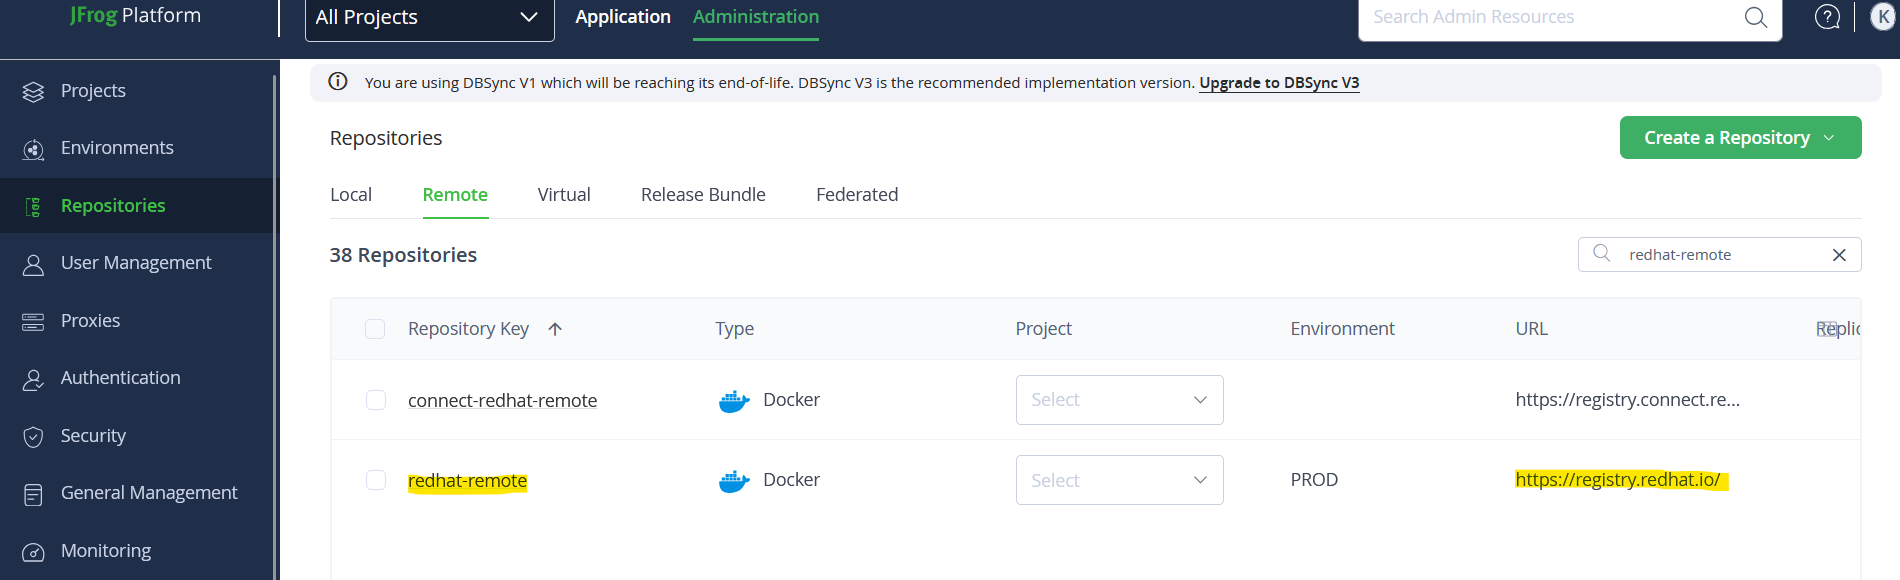 JFrog Platform
All Projects
Application
Administration
Search Admin Resources
?
K
Projects
Environments
Repositories
User Management
Proxies
Authentication
Security
General Management
Monitoring
You are using DBSync V1 which will be reaching its end-of-life. DBSync V3 is the recommended implementation version. Upgrade to DBSync V3
Repositories
Create a Repository
Local Remote Virtual Release Bundle Federated
38 Repositories
redhat-remote
Repository Key Type Project Environment URL Replic
connect-redhat-remote Docker Select https://registry.connect.re...
redhat-remote Docker Select PROD https://registry.redhat.io/